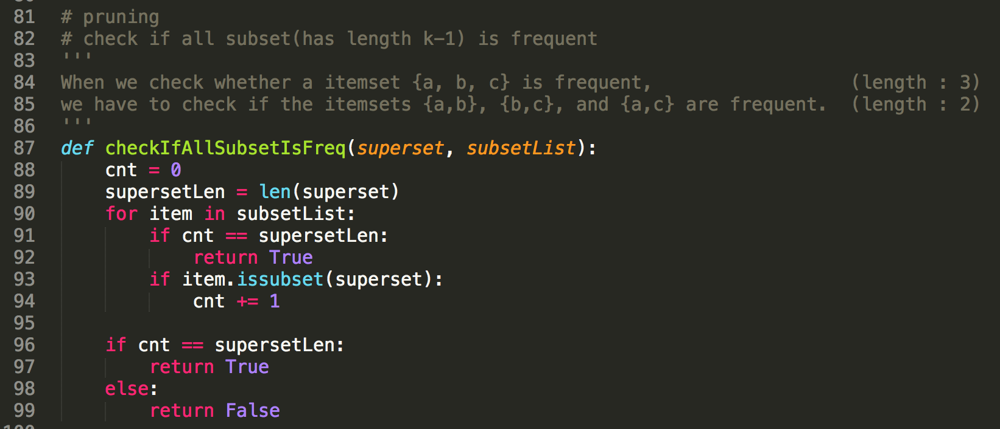 81 # pruning
82 # check if all subset(has length k-1) is frequent
83 '''
84 When we check whether a itemset {a, b, c} is frequent, (length : 3)
85 we have to check if the itemsets {a,b}, {b,c}, and {a,c} are frequent. (length : 2)
86 '''
87 def checkIfAllSubsetIsFreq(superset, subsetList):
88     cnt = 0
89     supersetLen = len(superset)
90     for item in subsetList:
91         if cnt == supersetLen:
92             return True
93         if item.issubset(superset):
94             cnt += 1
95
96     if cnt == supersetLen:
97         return True
98     else:
99         return False